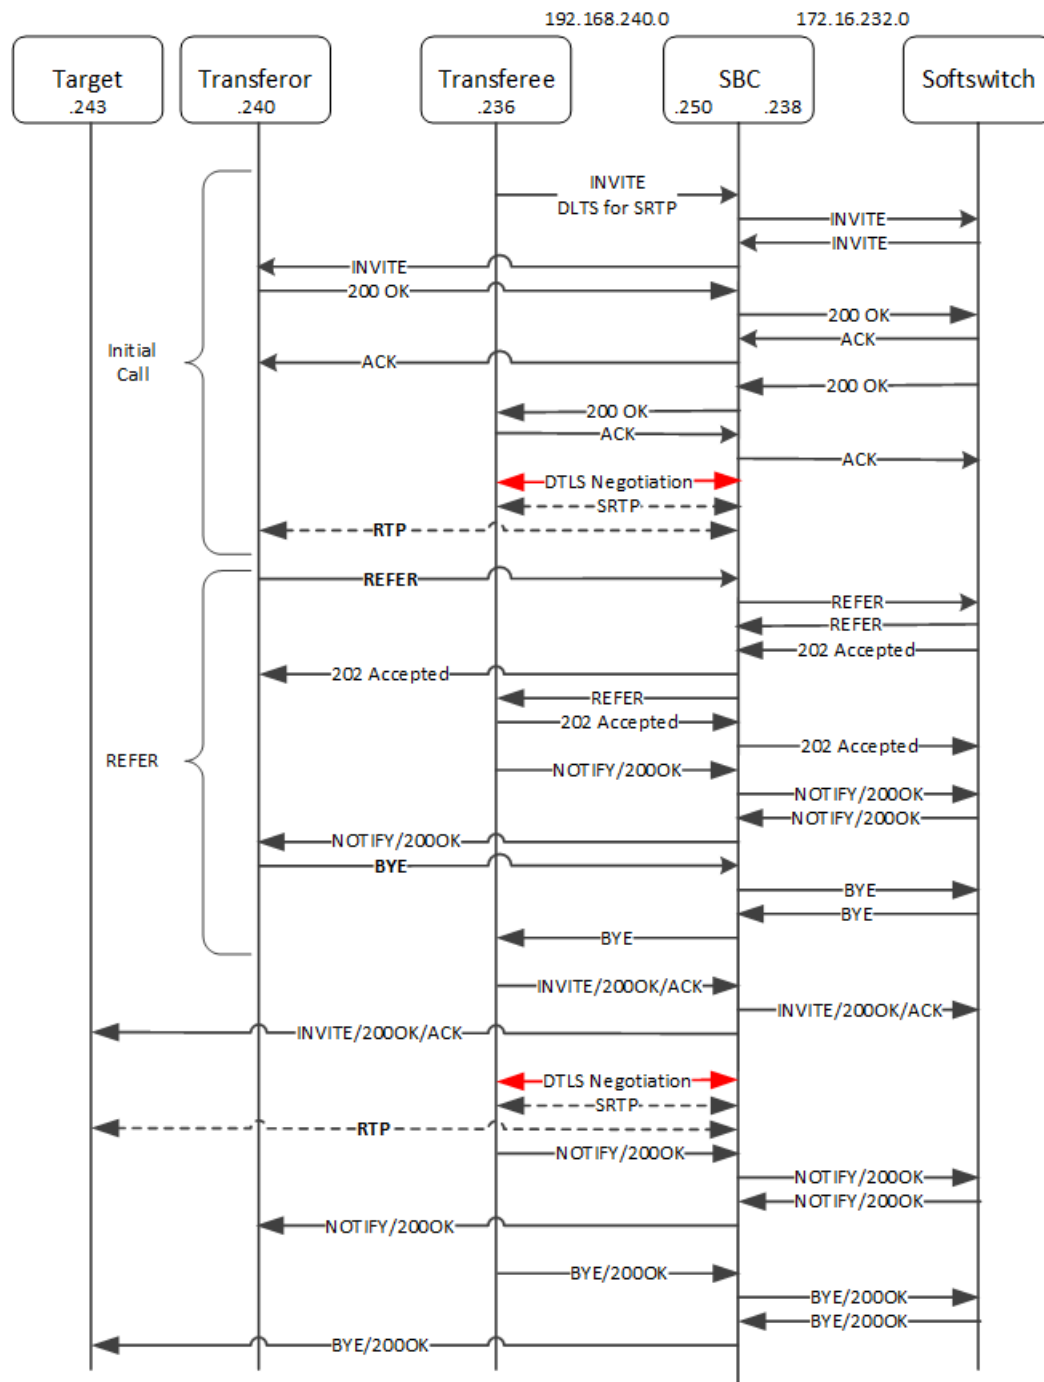 192.168.240.0 172.16.232.0
Target Transferor Transferee SBC Softswitch
.243 .240 .236 .250 .238
INVITE
DLTS for SRTP
INVITE
INVITE
INVITE
200 OK
200 OK
ACK
Initial
Call
ACK
200 OK
200 OK
ACK
ACK
DTLS Negotiation
SRTP
RTP
REFER
REFER
REFER
202 Accepted
202 Accepted
REFER
202 Accepted
202 Accepted
REFER
NOTIFY/200OK
NOTIFY/200OK
NOTIFY/200OK
NOTIFY/200OK
BYE
BYE
BYE
BYE
INVITE/200OK/ACK
INVITE/200OK/ACK
INVITE/200OK/ACK
DTLS Negotiation
SRTP
RTP
NOTIFY/200OK
NOTIFY/200OK
NOTIFY/200OK
NOTIFY/200OK
BYE/200OK
BYE/200OK
BYE/200OK
BYE/200OK